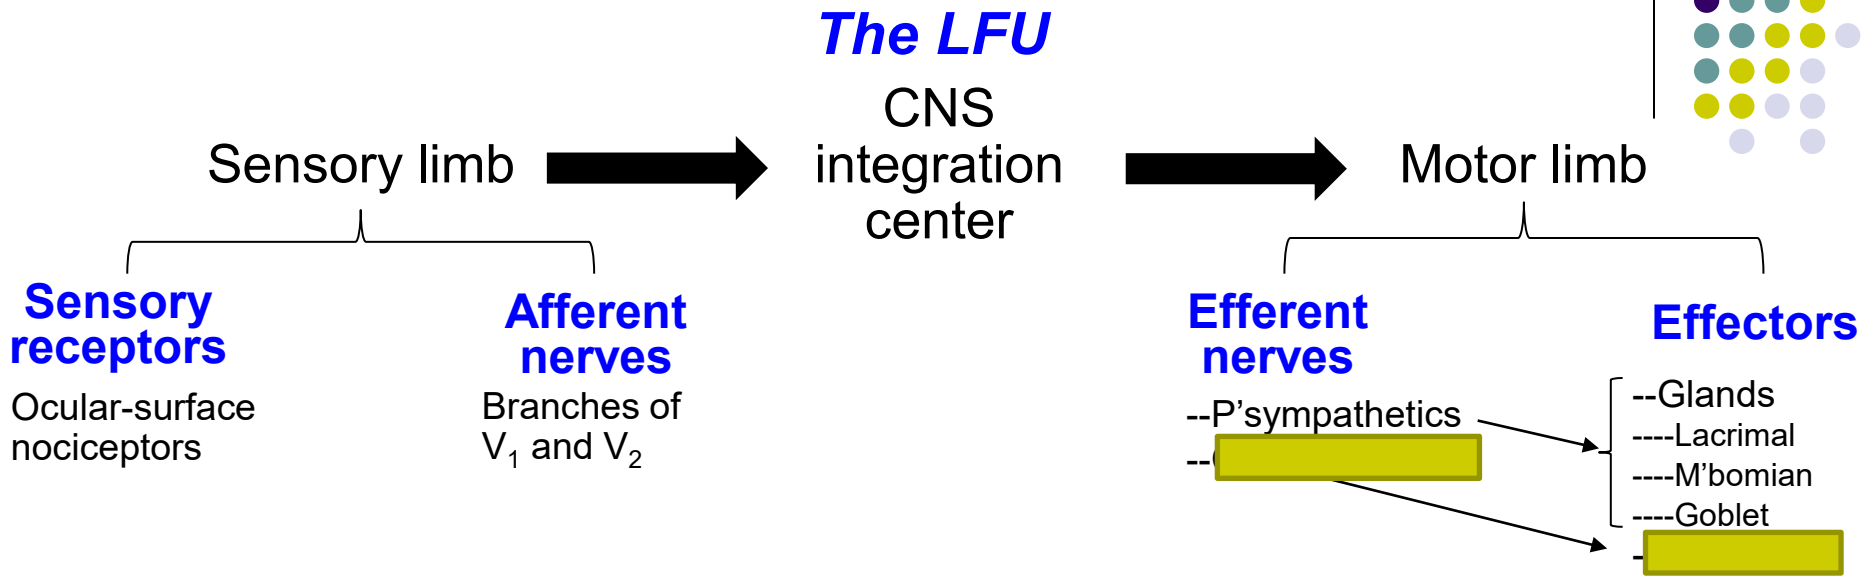 The LFU
CNS
integration
center
Sensory limb
Motor limb
Sensory
receptors
Ocular-surface
nociceptors
Afferent
nerves
Branches of
V₁ and V₂
Efferent
nerves
--P’sympathetics
--
Effectors
--Glands
----Lacrimal
----M’bomian
----Goblet
-